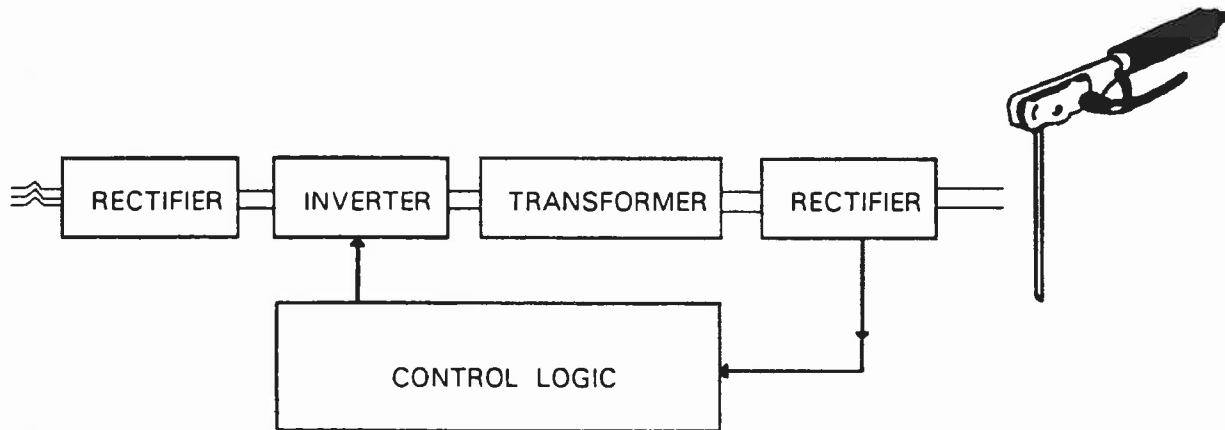 RECTIFIER
INVERTER
TRANSFORMER
RECTIFIER
CONTROL LOGIC